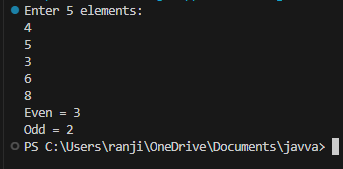 Enter 5 elements:
4
5
3
6
8
Even = 3
Odd = 2
PS C:\Users\ranji\OneDrive\Documents\javva>